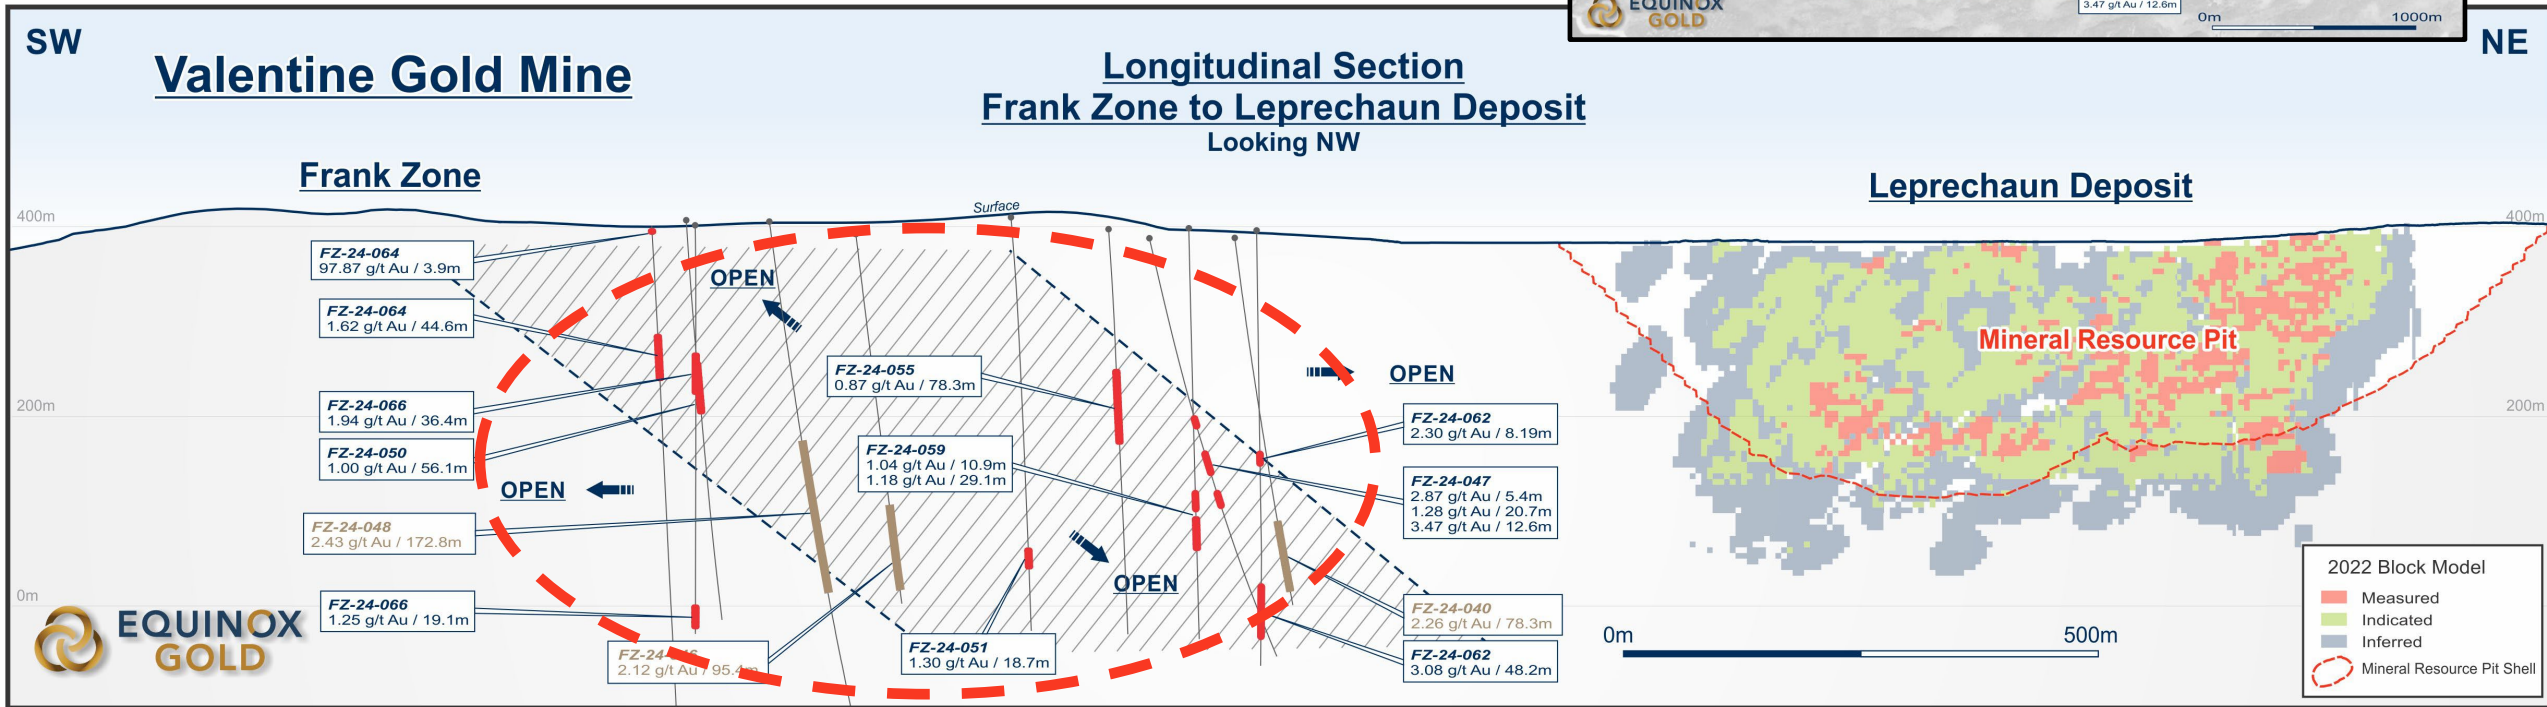 EQUINOX
GOLD
3.47 g/t Au / 12.6m
0m
1000m
SW
NE
Valentine Gold Mine
Longitudinal Section
Frank Zone to Leprechaun Deposit
Looking NW
Frank Zone
Leprechaun Deposit
Surface
400m
400m
FZ-24-064
97.87 g/t Au / 3.9m
OPEN
FZ-24-064
1.62 g/t Au / 44.6m
Mineral Resource Pit
FZ-24-055
0.87 g/t Au / 78.3m
OPEN
200m
200m
FZ-24-066
1.94 g/t Au / 36.4m
FZ-24-062
2.30 g/t Au / 8.19m
FZ-24-050
1.00 g/t Au / 56.1m
FZ-24-059
1.04 g/t Au / 10.9m
1.18 g/t Au / 29.1m
OPEN
FZ-24-047
2.87 g/t Au / 5.4m
1.28 g/t Au / 20.7m
3.47 g/t Au / 12.6m
FZ-24-048
2.43 g/t Au / 172.8m
OPEN
0m
FZ-24-066
1.25 g/t Au / 19.1m
FZ-24-040
2.26 g/t Au / 78.3m
EQUINOX
GOLD
2.12 g/t Au / 95.4m
FZ-24-051
1.30 g/t Au / 18.7m
FZ-24-062
3.08 g/t Au / 48.2m
0m
500m
2022 Block Model
Measured
Indicated
Inferred
Mineral Resource Pit Shell